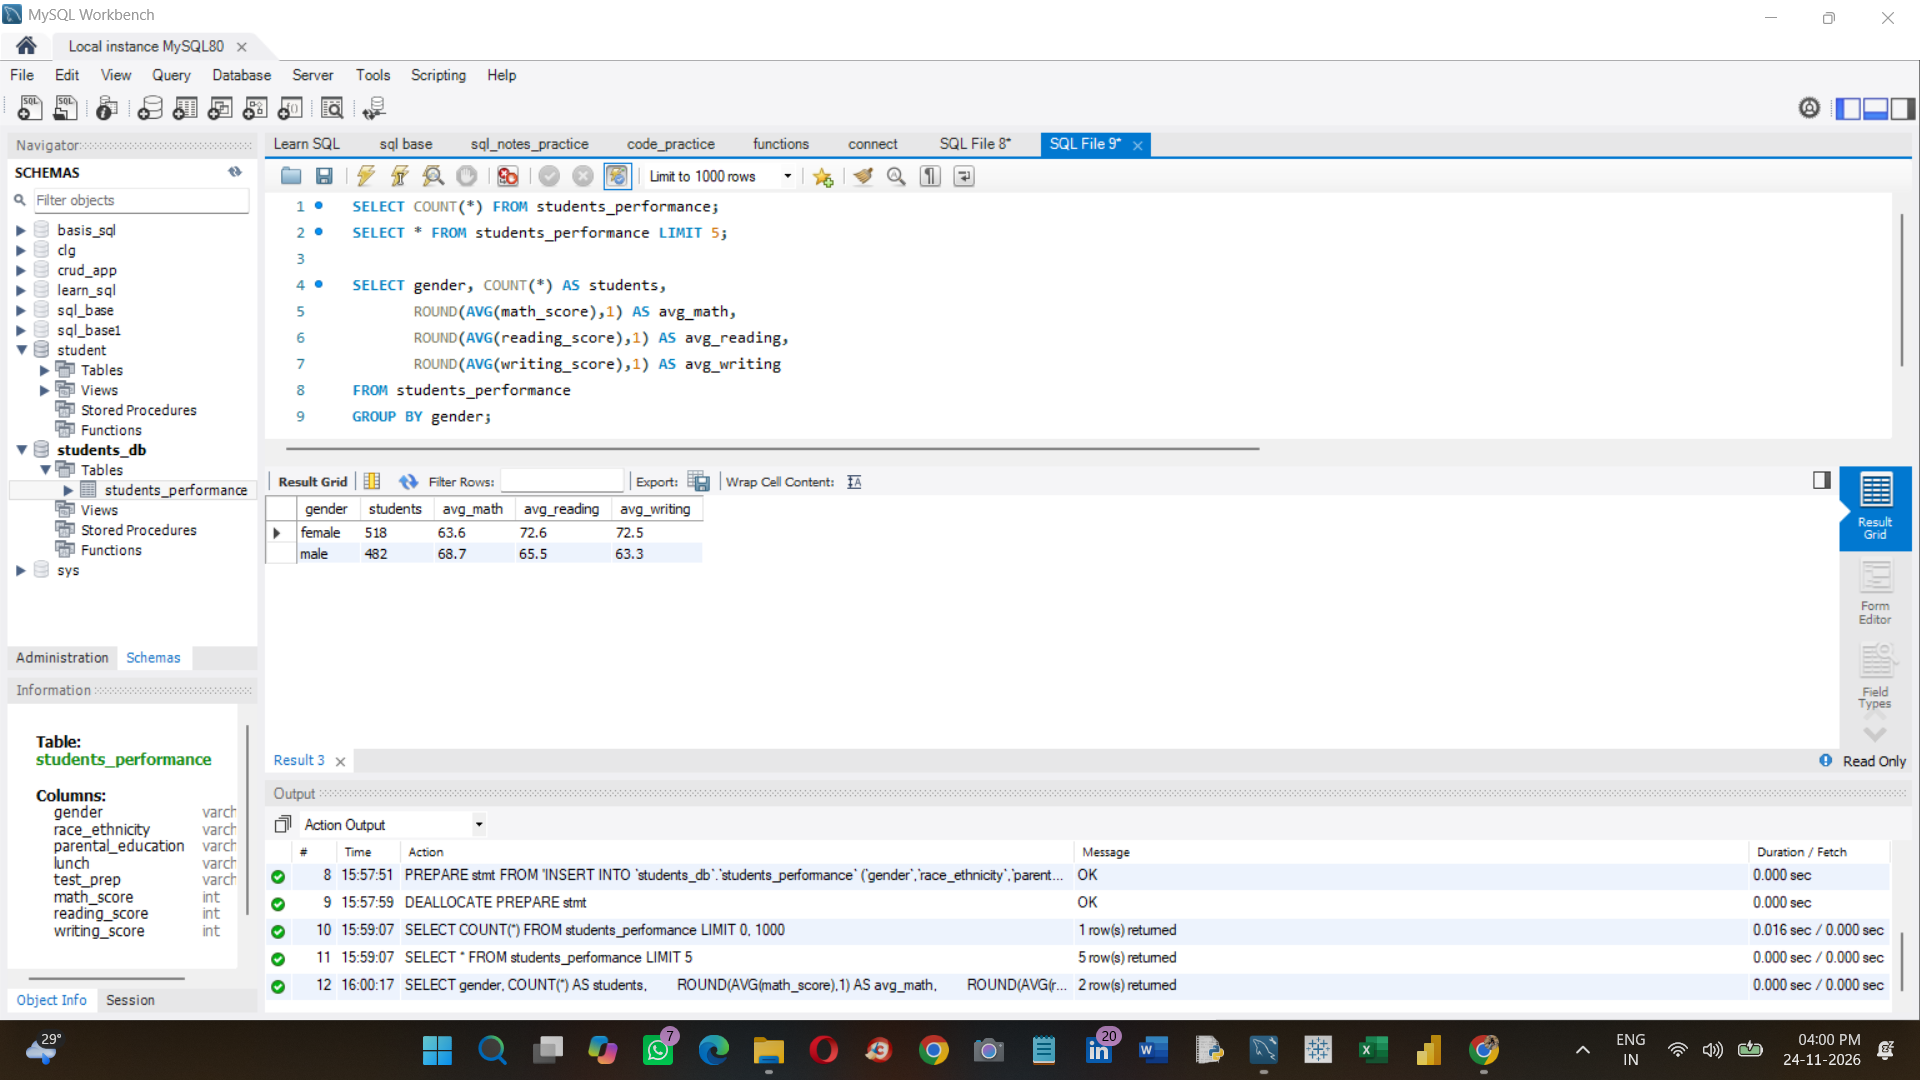 MySQL Workbench
Local instance MySQL80
File Edit View Query Database Server Tools Scripting Help
Navigator
SCHEMAS
Filter objects
basis_sql
clg
crud_app
learn_sql
sql_base
sql_base1
student
Tables
Views
Stored Procedures
Functions
students_db
Tables
students_performance
Views
Stored Procedures
Functions
sys
Administration Schemas
Information
Table:
students_performance
Columns:
gender varch
race_ethnicity varch
parental_education varch
lunch varch
test_prep varch
math_score int
reading_score int
writing_score int
Object Info Session
Learn SQL sql base sql_notes_practice code_practice functions connect SQL File 8* SQL File 9*
Limit to 1000 rows
1 SELECT COUNT(*) FROM students_performance;
2 SELECT * FROM students_performance LIMIT 5;
3
4 SELECT gender, COUNT(*) AS students,
5 ROUND(AVG(math_score),1) AS avg_math,
6 ROUND(AVG(reading_score),1) AS avg_reading,
7 ROUND(AVG(writing_score),1) AS avg_writing
8 FROM students_performance
9 GROUP BY gender;
Result Grid Filter Rows: Export: Wrap Cell Content:
gender students avg_math avg_reading avg_writing
female 518 63.6 72.6 72.5
male 482 68.7 65.5 63.3
Result
Grid
Form
Editor
Field
Types
Result 3
Read Only
Output
Action Output
# Time Action Message Duration / Fetch
8 15:57:51 PREPARE stmt FROM 'INSERT INTO `students_db`.`students_performance` (`gender`,`race_ethnicity`,`parent... OK 0.000 sec
9 15:57:59 DEALLOCATE PREPARE stmt OK 0.000 sec
10 15:59:07 SELECT COUNT(*) FROM students_performance LIMIT 0, 1000 1 row(s) returned 0.016 sec / 0.000 sec
11 15:59:07 SELECT * FROM students_performance LIMIT 5 5 row(s) returned 0.000 sec / 0.000 sec
12 16:00:17 SELECT gender, COUNT(*) AS students, ROUND(AVG(math_score),1) AS avg_math, ROUND(AVG(r... 2 row(s) returned 0.000 sec / 0.000 sec
29°
7
20
ENG
IN
04:00 PM
24-11-2026